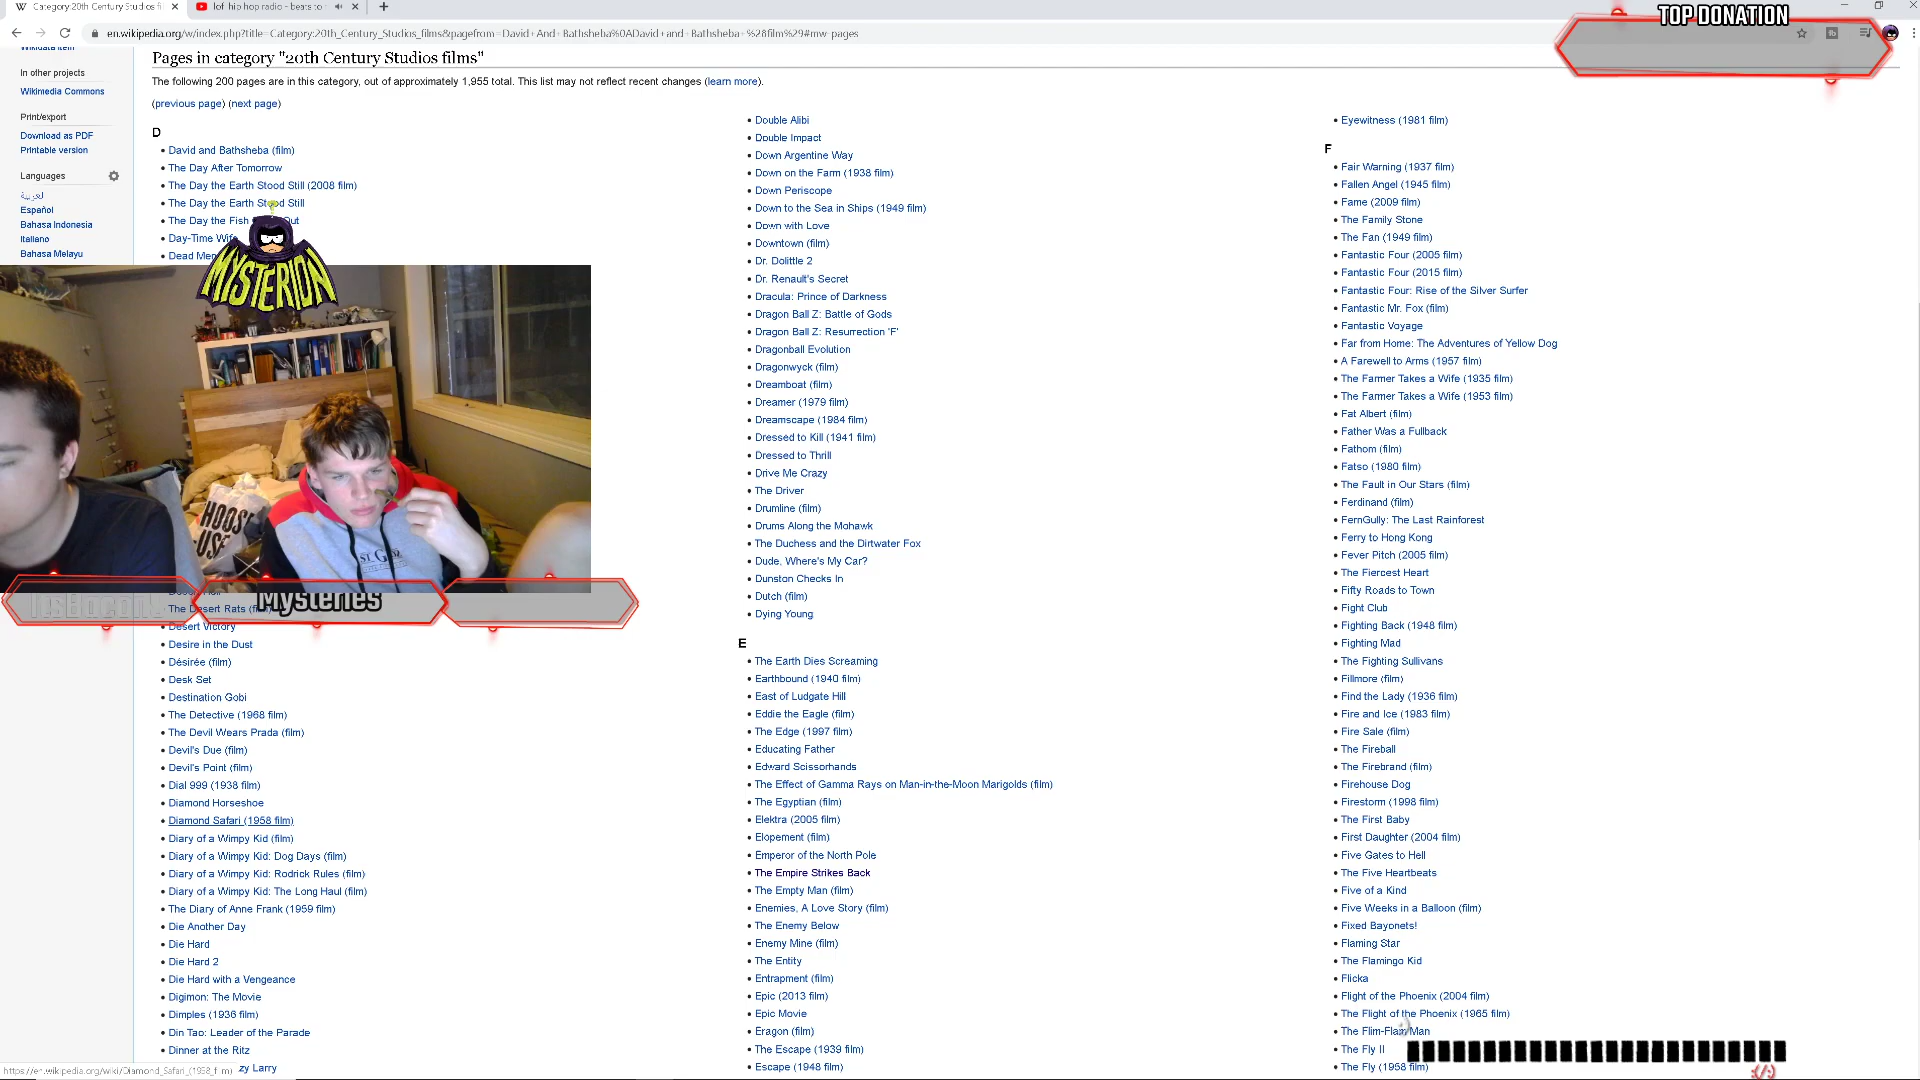 Category:20th Century Studios fil
lofi hip hop radio - beats to
en.wikipedia.org/w/index.php?title=Category:20th_Century_Studios_films&pagefrom=David+And+Bathsheba%0ADavid+and+Bathsheba+%28film%29#mw-pages
TOP DONATION
Wikidata item
In other projects
Wikimedia Commons
Print/export
Download as PDF
Printable version
Languages
العربية
Español
Bahasa Indonesia
Italiano
Bahasa Melayu
Pages in category "20th Century Studios films"
The following 200 pages are in this category, out of approximately 1,955 total. This list may not reflect recent changes (learn more).
(previous page) (next page)
D
David and Bathsheba (film)
The Day After Tomorrow
The Day the Earth Stood Still (2008 film)
The Day the Earth Stood Still
The Day the Fish Out
Day-Time Wife
Dead Men
MYSTERION
ST
Mysteries
The Desert Rats (film)
Desert Victory
Desire in the Dust
Désirée (film)
Desk Set
Destination Gobi
The Detective (1968 film)
The Devil Wears Prada (film)
Devil's Due (film)
Devil's Point (film)
Dial 999 (1938 film)
Diamond Horseshoe
Diamond Safari (1958 film)
Diary of a Wimpy Kid (film)
Diary of a Wimpy Kid: Dog Days (film)
Diary of a Wimpy Kid: Rodrick Rules (film)
Diary of a Wimpy Kid: The Long Haul (film)
The Diary of Anne Frank (1959 film)
Die Another Day
Die Hard
Die Hard 2
Die Hard with a Vengeance
Digimon: The Movie
Dimples (1936 film)
Din Tao: Leader of the Parade
Dinner at the Ritz
zy Larry
https://en.wikipedia.org/wiki/Diamond_Safari_(1958_film)
Double Alibi
Double Impact
Down Argentine Way
Down on the Farm (1938 film)
Down Periscope
Down to the Sea in Ships (1949 film)
Down with Love
Downtown (film)
Dr. Dolittle 2
Dr. Renault's Secret
Dracula: Prince of Darkness
Dragon Ball Z: Battle of Gods
Dragon Ball Z: Resurrection 'F'
Dragonball Evolution
Dragonwyck (film)
Dreamboat (film)
Dreamer (1979 film)
Dreamscape (1984 film)
Dressed to Kill (1941 film)
Dressed to Thrill
Drive Me Crazy
The Driver
Drumline (film)
Drums Along the Mohawk
The Duchess and the Dirtwater Fox
Dude, Where's My Car?
Dunston Checks In
Dutch (film)
Dying Young
E
The Earth Dies Screaming
Earthbound (1940 film)
East of Ludgate Hill
Eddie the Eagle (film)
The Edge (1997 film)
Educating Father
Edward Scissorhands
The Effect of Gamma Rays on Man-in-the-Moon Marigolds (film)
The Egyptian (film)
Elektra (2005 film)
Elopement (film)
Emperor of the North Pole
The Empire Strikes Back
The Empty Man (film)
Enemies, A Love Story (film)
The Enemy Below
Enemy Mine (film)
The Entity
Entrapment (film)
Epic (2013 film)
Epic Movie
Eragon (film)
The Escape (1939 film)
Escape (1948 film)
Eyewitness (1981 film)
F
Fair Warning (1937 film)
Fallen Angel (1945 film)
Fame (2009 film)
The Family Stone
The Fan (1949 film)
Fantastic Four (2005 film)
Fantastic Four (2015 film)
Fantastic Four: Rise of the Silver Surfer
Fantastic Mr. Fox (film)
Fantastic Voyage
Far from Home: The Adventures of Yellow Dog
A Farewell to Arms (1957 film)
The Farmer Takes a Wife (1935 film)
The Farmer Takes a Wife (1953 film)
Fat Albert (film)
Father Was a Fullback
Fathom (film)
Fatso (1980 film)
The Fault in Our Stars (film)
Ferdinand (film)
FernGully: The Last Rainforest
Ferry to Hong Kong
Fever Pitch (2005 film)
The Fiercest Heart
Fifty Roads to Town
Fight Club
Fighting Back (1948 film)
Fighting Mad
The Fighting Sullivans
Fillmore (film)
Find the Lady (1936 film)
Fire and Ice (1983 film)
Fire Sale (film)
The Fireball
The Firebrand (film)
Firehouse Dog
Firestorm (1998 film)
The First Baby
First Daughter (2004 film)
Five Gates to Hell
The Five Heartbeats
Five of a Kind
Five Weeks in a Balloon (film)
Fixed Bayonets!
Flaming Star
The Flamingo Kid
Flicka
Flight of the Phoenix (2004 film)
The Flight of the Phoenix (1965 film)
The Flim-Flam Man
The Fly II
The Fly (1958 film)